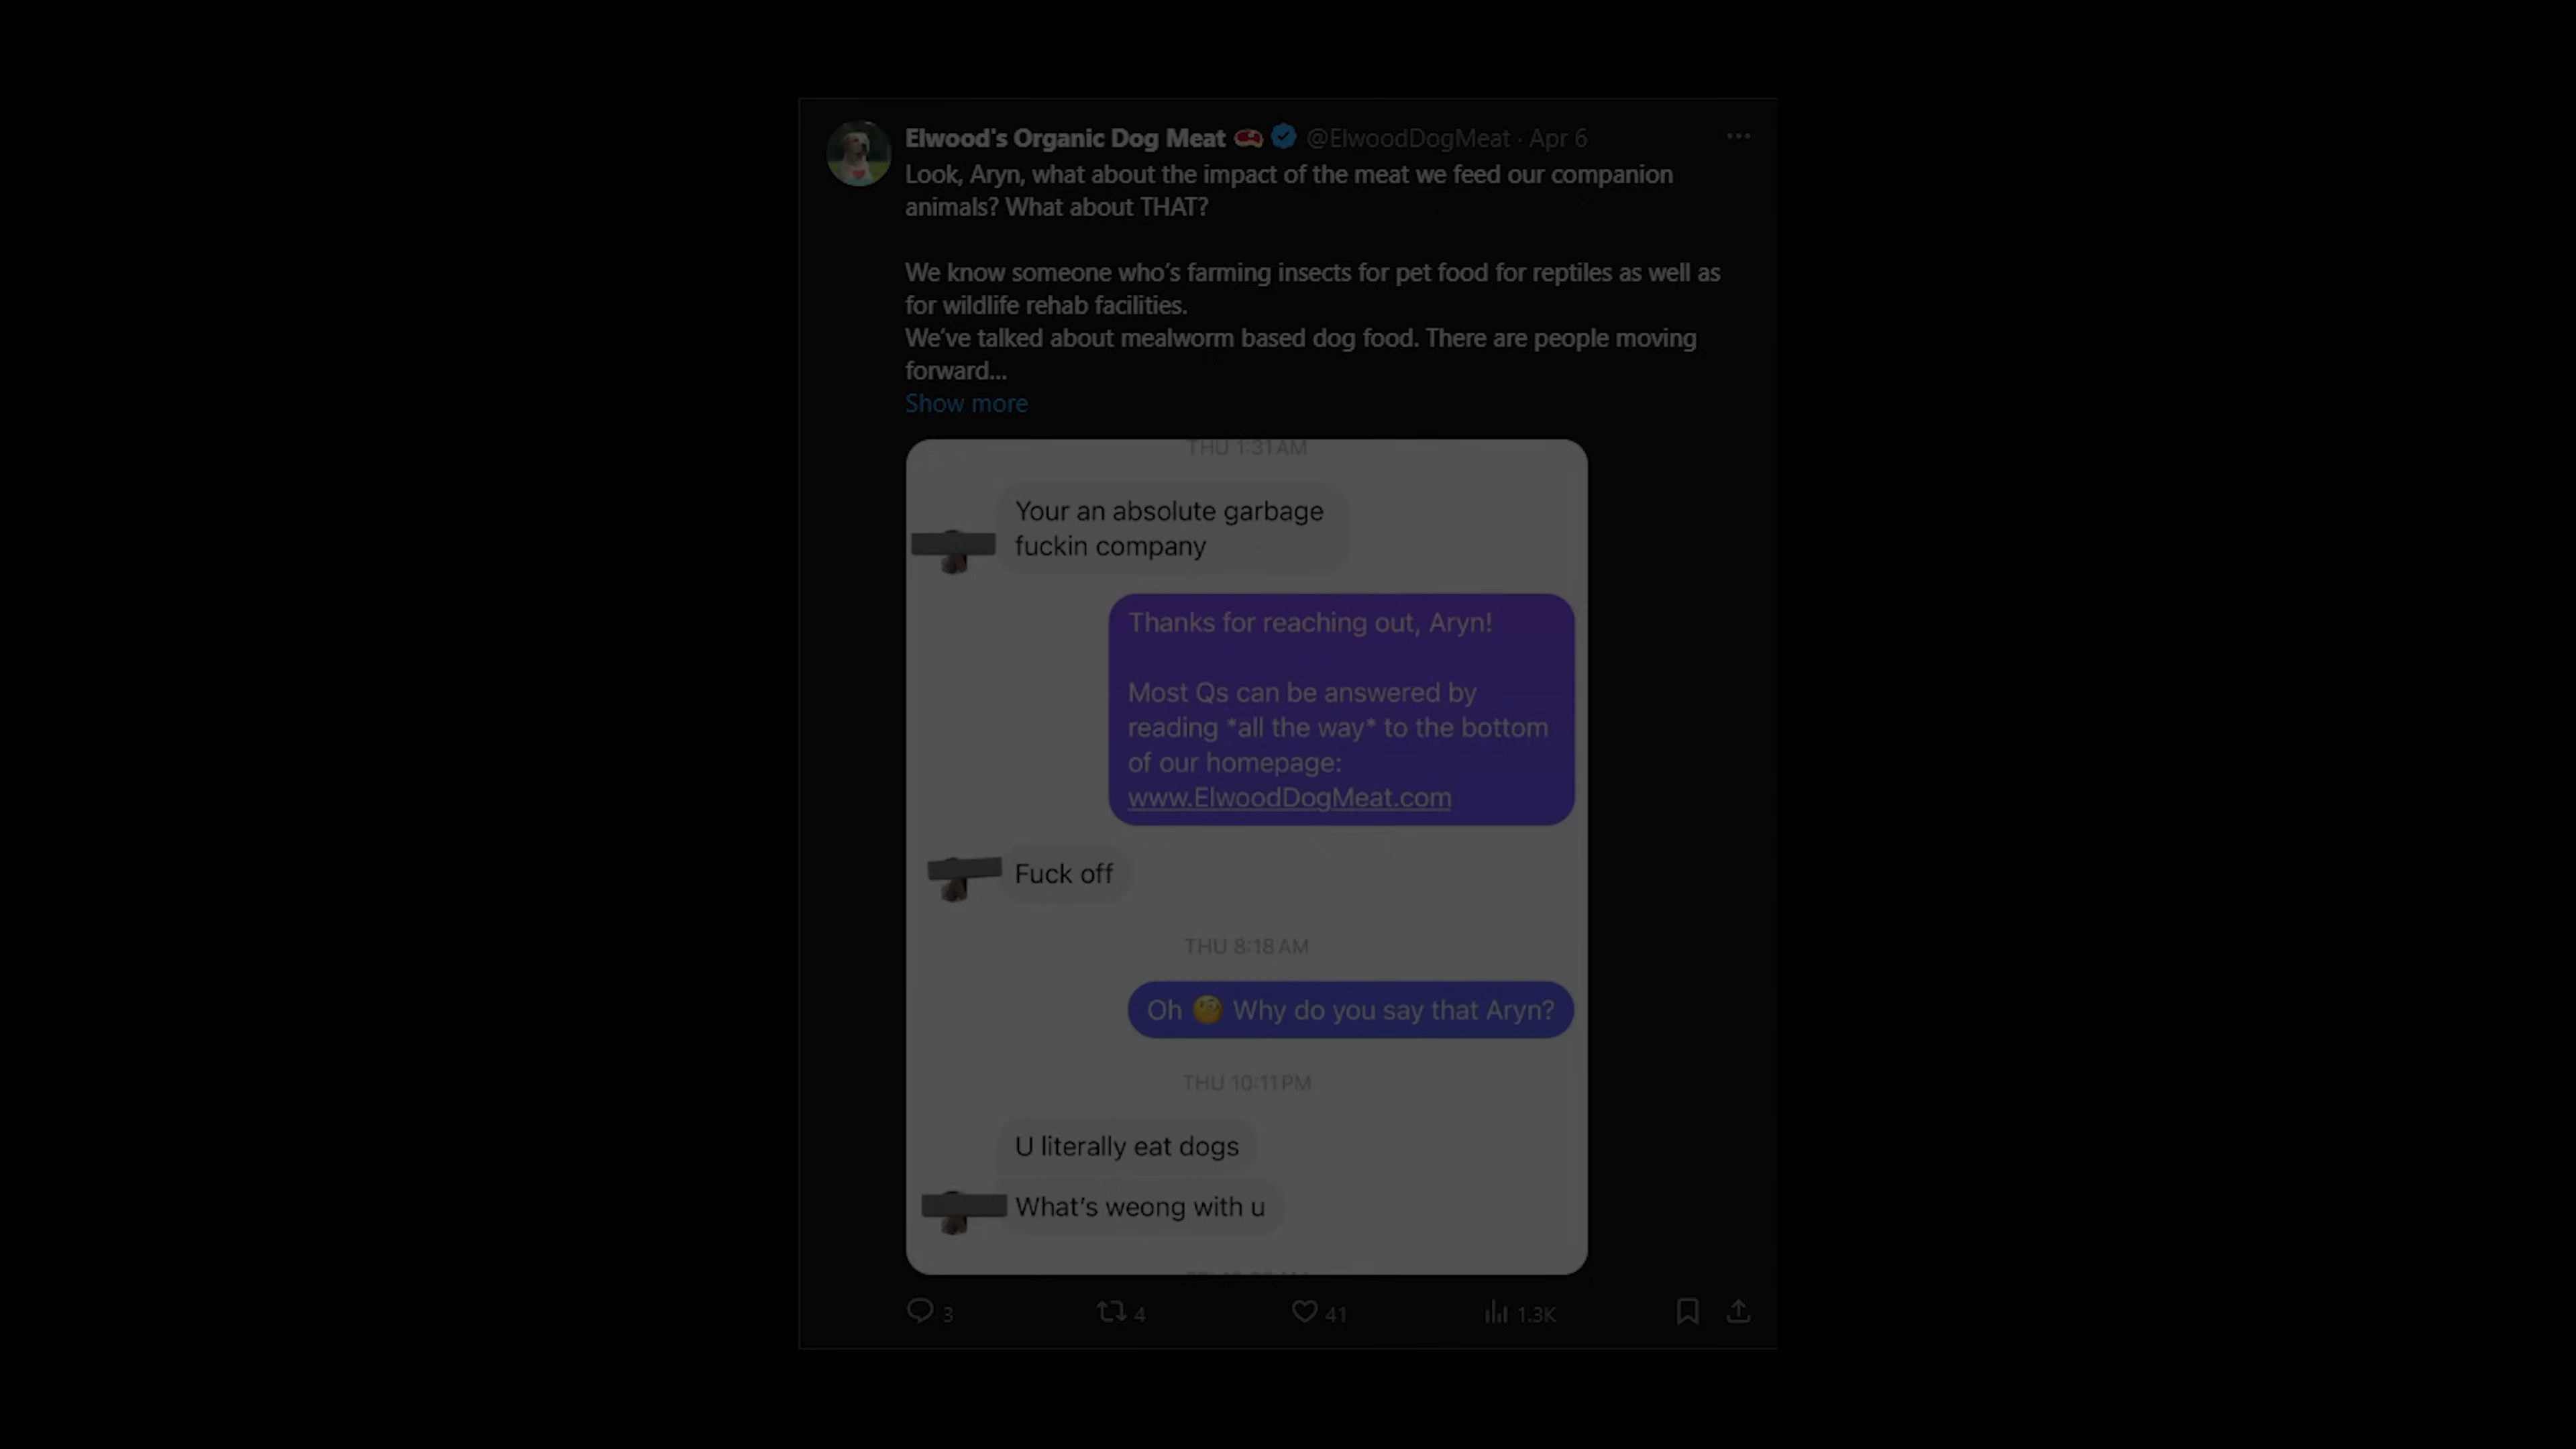 Elwood's Organic Dog Meat 🥩 @ElwoodDogMeat · Apr 6
Look, Aryn, what about the impact of the meat we feed our companion
animals? What about THAT?
We know someone who's farming insects for pet food for reptiles as well as
for wildlife rehab facilities.
We've talked about mealworm based dog food. There are people moving
forward...
Show more
THU 1:31 AM
Your an absolute garbage
fuckin company
Thanks for reaching out, Aryn!
Most Qs can be answered by
reading *all the way* to the bottom
of our homepage:
www.ElwoodDogMeat.com
Fuck off
THU 8:18 AM
Oh 🧐 Why do you say that Aryn?
THU 10:11 PM
U literally eat dogs
What's weong with u
3 4 41 1.3K